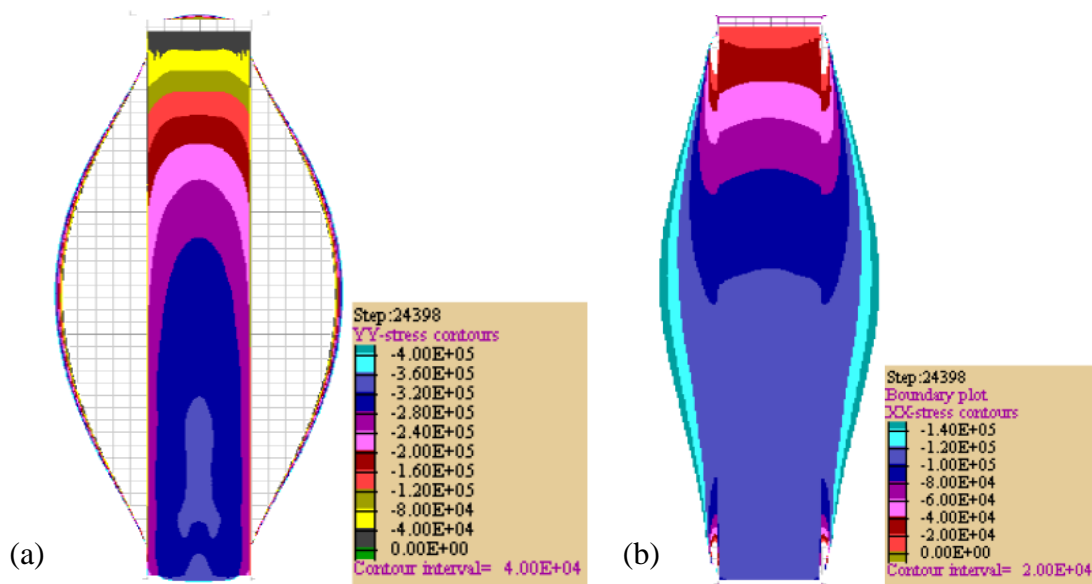 Step:24398
YY-stress contours
-4.00E+05
-3.60E+05
-3.20E+05
-2.80E+05
-2.40E+05
-2.00E+05
-1.60E+05
-1.20E+05
-8.00E+04
-4.00E+04
0.00E+00
Contour interval= 4.00E+04
(a)
Step:24398
Boundary plot
XX-stress contours
-1.40E+05
-1.20E+05
-1.00E+05
-8.00E+04
-6.00E+04
-4.00E+04
-2.00E+04
0.00E+00
Contour interval= 2.00E+04
(b)